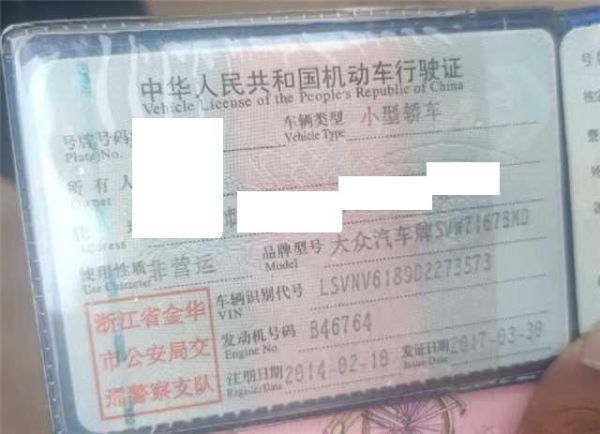 中华人民共和国机动车行驶证
Vehicle License of the People's Republic of China
号牌号码
Plate No.
车辆类型 小型轿车
Vehicle Type
所有人
Owner
住
Address
使用性质 非营运
Use Character
品牌型号 大众汽车牌SVW71673MD
Model
车辆识别代号 LSVNV6189D2273573
VIN
发动机号码 B46764
Engine No.
注册日期 2014-02-18
Register Date
发证日期 2017-03-30
Issue Date
浙江省金华
市公安局交
通警察支队
号